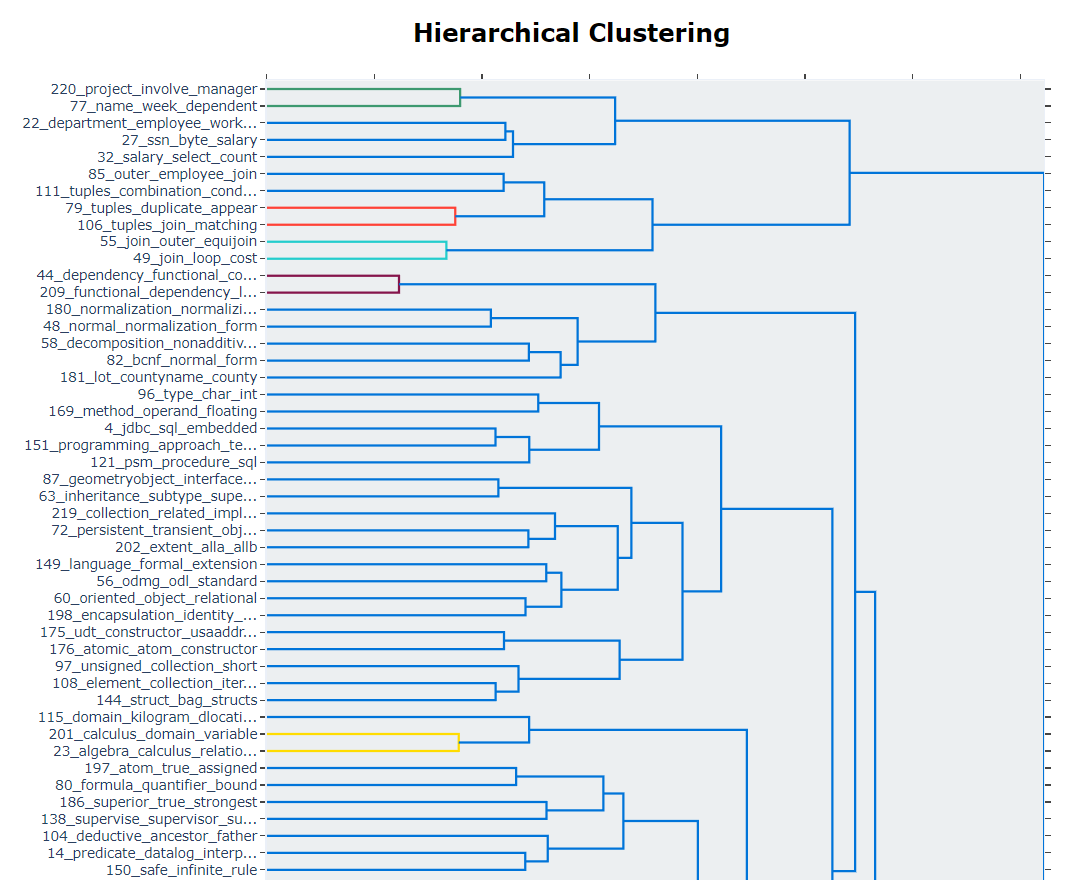 Hierarchical Clustering
220_project_involve_manager
77_name_week_dependent
22_department_employee_work...
27_ssn_byte_salary
32_salary_select_count
85_outer_employee_join
111_tuples_combination_cond...
79_tuples_duplicate_appear
106_tuples_join_matching
55_join_outer_equijoin
49_join_loop_cost
44_dependency_functional_co...
209_functional_dependency_l...
180_normalization_normalizi...
48_normal_normalization_form
58_decomposition_nonadditiv...
82_bcnf_normal_form
181_lot_countyname_county
96_type_char_int
169_method_operand_floating
4_jdbc_sql_embedded
151_programming_approach_te...
121_psm_procedure_sql
87_geometryobject_interface...
63_inheritance_subtype_supe...
219_collection_related_impl...
72_persistent_transient_obj...
202_extent_alla_allb
149_language_formal_extension
56_odmg_odl_standard
60_oriented_object_relational
198_encapsulation_identity_...
175_udt_constructor_usaaddr...
176_atomic_atom_constructor
97_unsigned_collection_short
108_element_collection_iter...
144_struct_bag_structs
115_domain_kilogram_dlocati...
201_calculus_domain_variable
23_algebra_calculus_relatio...
197_atom_true_assigned
80_formula_quantifier_bound
186_superior_true_strongest
138_supervise_supervisor_su...
104_deductive_ancestor_father
14_predicate_datalog_interp...
150_safe_infinite_rule